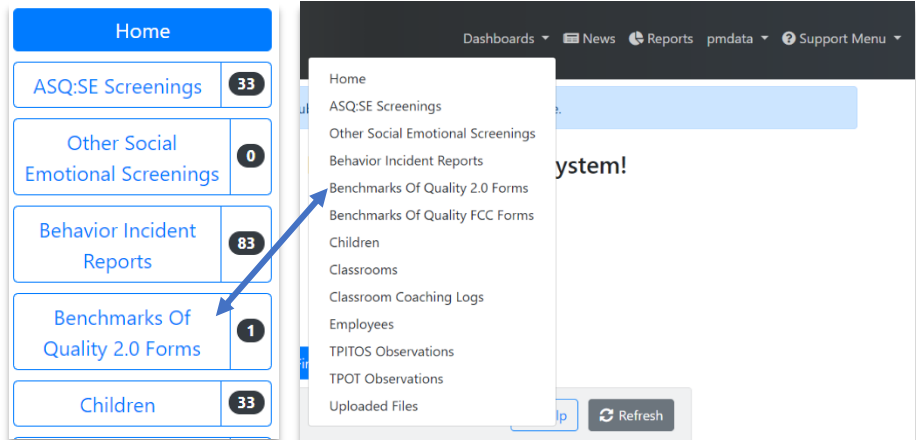 Home
ASQ:SE Screenings 33
Other Social
Emotional Screenings
0
Behavior Incident
Reports
83
Benchmarks Of
Quality 2.0 Forms
1
Children 33
Dashboards News Reports pmdata Support Menu
Home
ASQ:SE Screenings
Other Social Emotional Screenings
Behavior Incident Reports
Benchmarks Of Quality 2.0 Forms
Benchmarks Of Quality FCC Forms
Children
Classrooms
Classroom Coaching Logs
Employees
TPITOS Observations
TPOT Observations
Uploaded Files
ystem!
Refresh